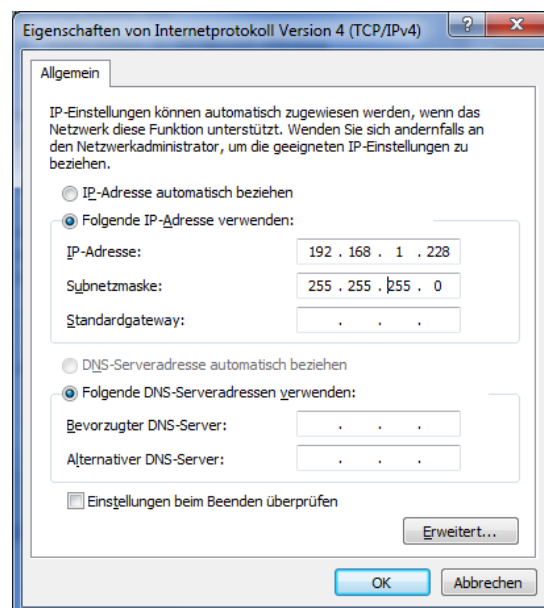 Eigenschaften von Internetprotokoll Version 4 (TCP/IPv4)
Allgemein
IP-Einstellungen können automatisch zugewiesen werden, wenn das
Netzwerk diese Funktion unterstützt. Wenden Sie sich andernfalls an
den Netzwerkadministrator, um die geeigneten IP-Einstellungen zu
beziehen.
IP-Adresse automatisch beziehen
Folgende IP-Adresse verwenden:
IP-Adresse: 192 . 168 . 1 . 228
Subnetzmaske: 255 . 255 . 255 . 0
Standardgateway: . . .
DNS-Serveradresse automatisch beziehen
Folgende DNS-Serveradressen verwenden:
Bevorzugter DNS-Server: . . .
Alternativer DNS-Server: . . .
Einstellungen beim Beenden überprüfen
Erweitert...
OK Abbrechen